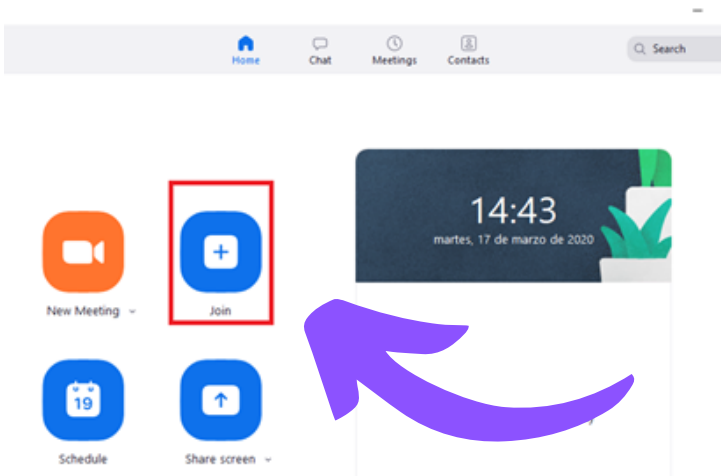 Home Chat Meetings Contacts
Search
14:43
martes, 17 de marzo de 2020
New Meeting Join
19
Schedule Share screen